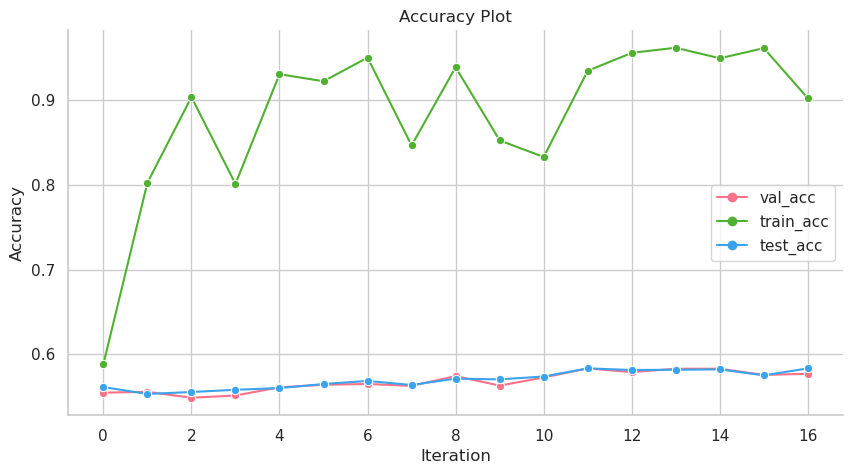 Accuracy Plot
Accuracy
0.9
0.8
0.7
0.6
val_acc
train_acc
test_acc
0 2 4 6 8 10 12 14 16
Iteration